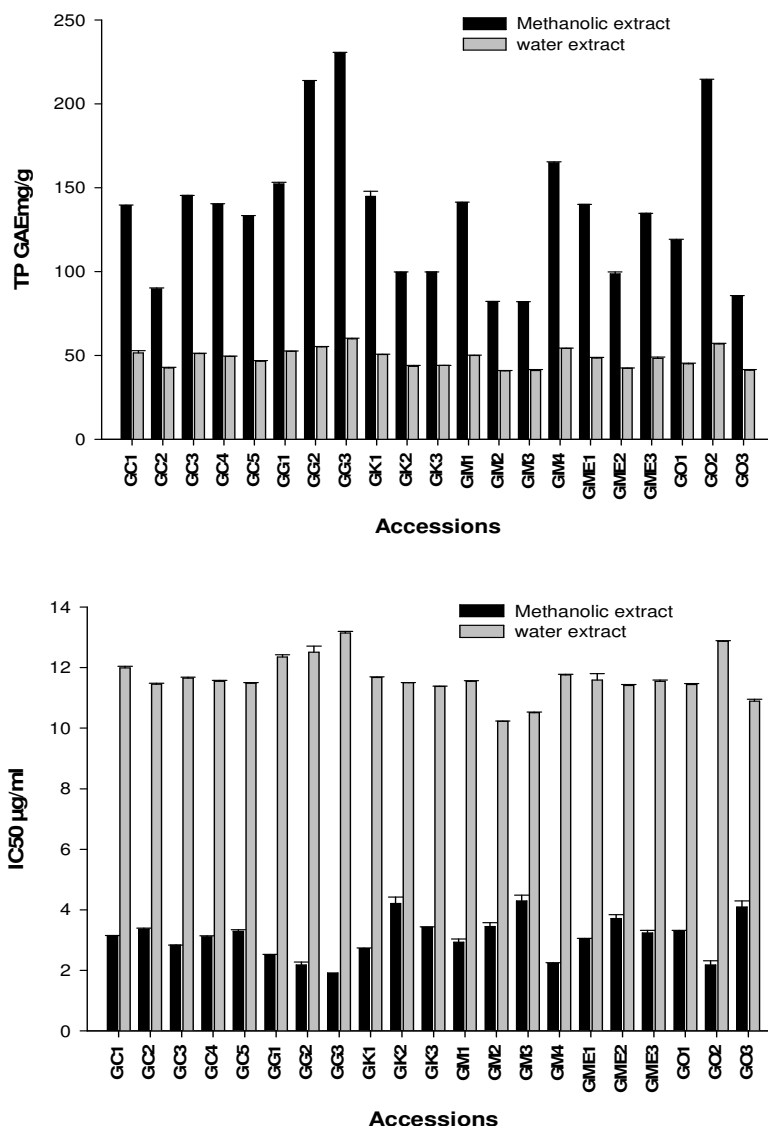 250
200
150
100
50
0
TP GAEmg/g
Methanolic extract
water extract
GC1
GC2
GC3
GC4
GC5
GG1
GG2
GG3
GK1
GK2
GK3
GM1
GM2
GM3
GM4
GME1
GME2
GME3
GO1
GO2
GO3
Accessions
14
12
10
8
6
4
2
0
IC50 µg/ml
Methanolic extract
water extract
GC1
GC2
GC3
GC4
GC5
GG1
GG2
GG3
GK1
GK2
GK3
GM1
GM2
GM3
GM4
GME1
GME2
GME3
GO1
GO2
GO3
Accessions